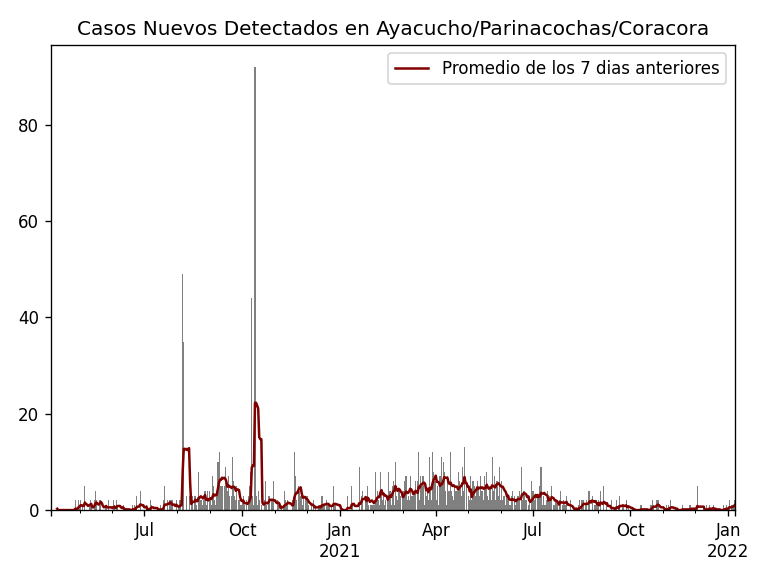 Casos Nuevos Detectados en Ayacucho/Parinacochas/Coracora
Promedio de los 7 dias anteriores
80
60
40
20
0
Jul Oct Jan Apr Jul Oct Jan
2021 2022